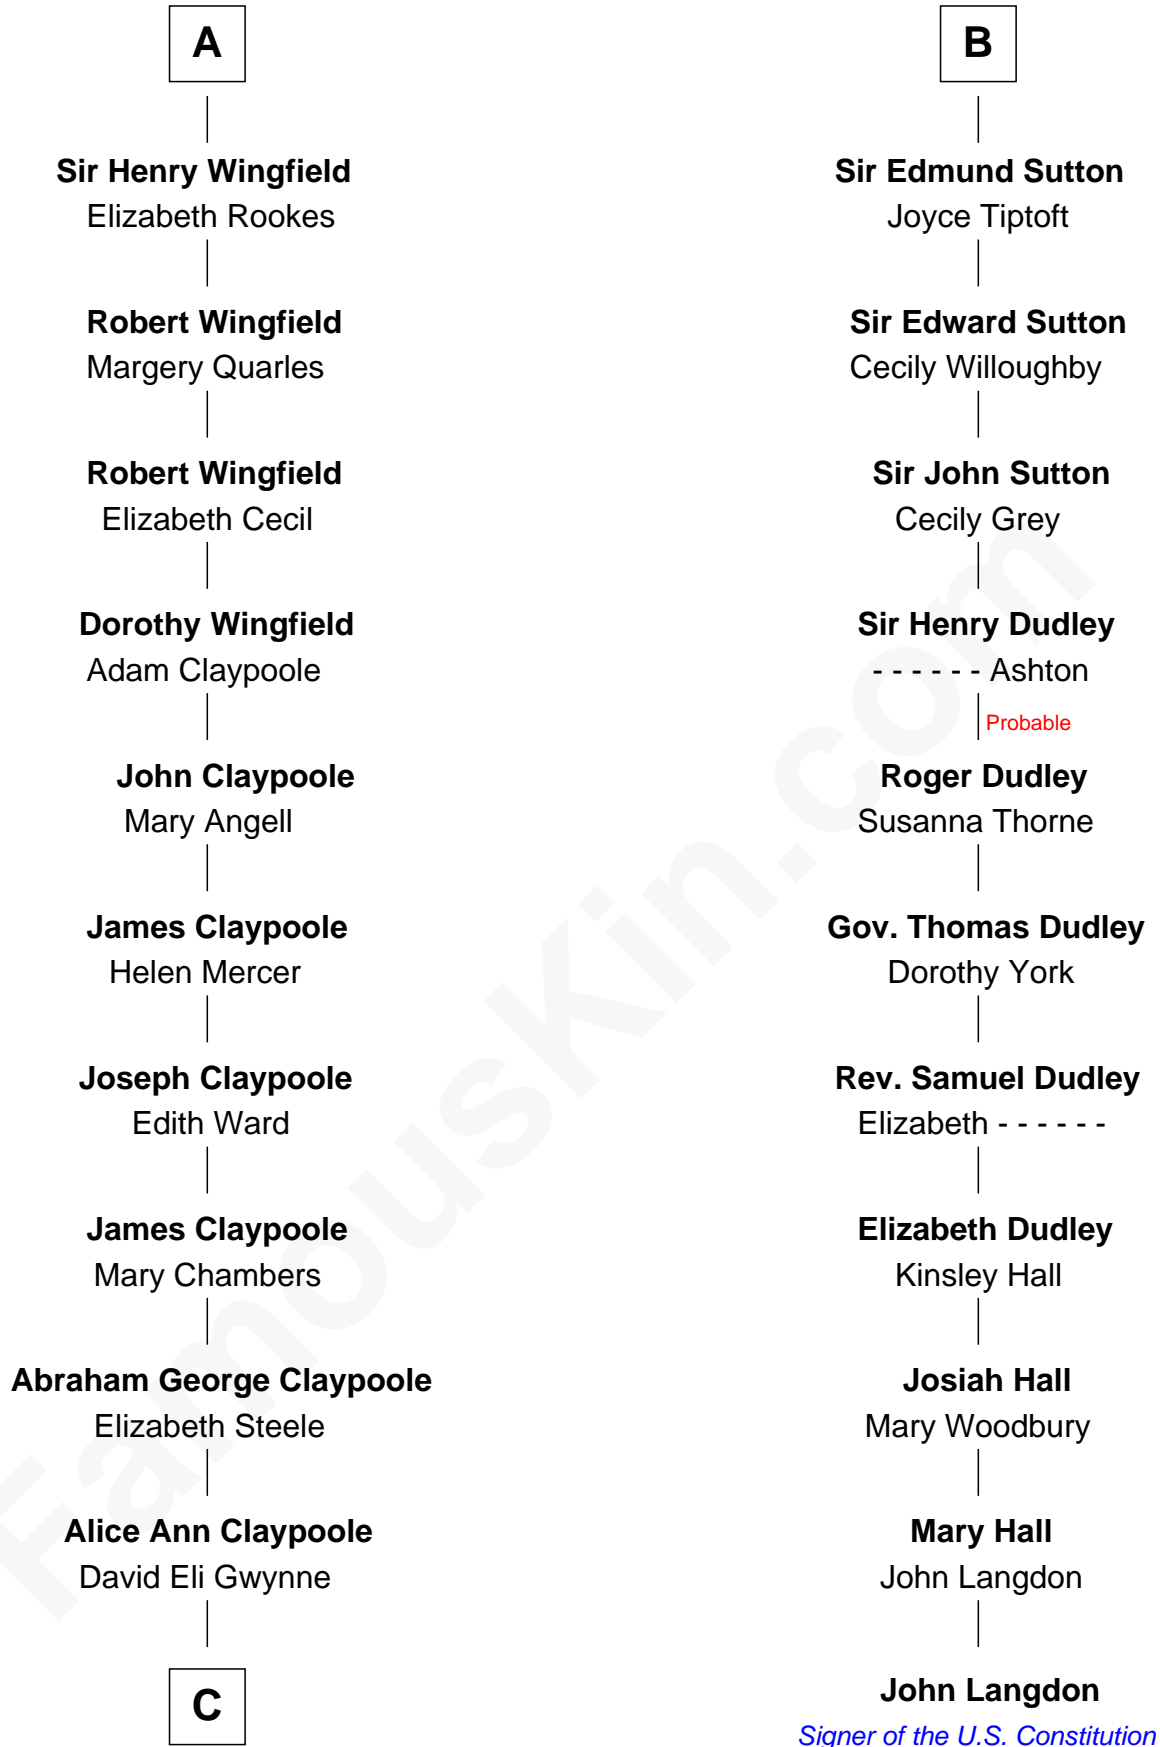 A
Sir Henry Wingfield
Elizabeth Rookes
Robert Wingfield
Margery Quarles
Robert Wingfield
Elizabeth Cecil
Dorothy Wingfield
Adam Claypoole
John Claypoole
Mary Angell
James Claypoole
Helen Mercer
Joseph Claypoole
Edith Ward
James Claypoole
Mary Chambers
Abraham George Claypoole
Elizabeth Steele
Alice Ann Claypoole
David Eli Gwynne
C
B
Sir Edmund Sutton
Joyce Tiptoft
Sir Edward Sutton
Cecily Willoughby
Sir John Sutton
Cecily Grey
Sir Henry Dudley
- - - - - - Ashton
Probable
Roger Dudley
Susanna Thorne
Gov. Thomas Dudley
Dorothy York
Rev. Samuel Dudley
Elizabeth - - - - - -
Elizabeth Dudley
Kinsley Hall
Josiah Hall
Mary Woodbury
Mary Hall
John Langdon
John Langdon
Signer of the U.S. Constitution
FamousKin.com